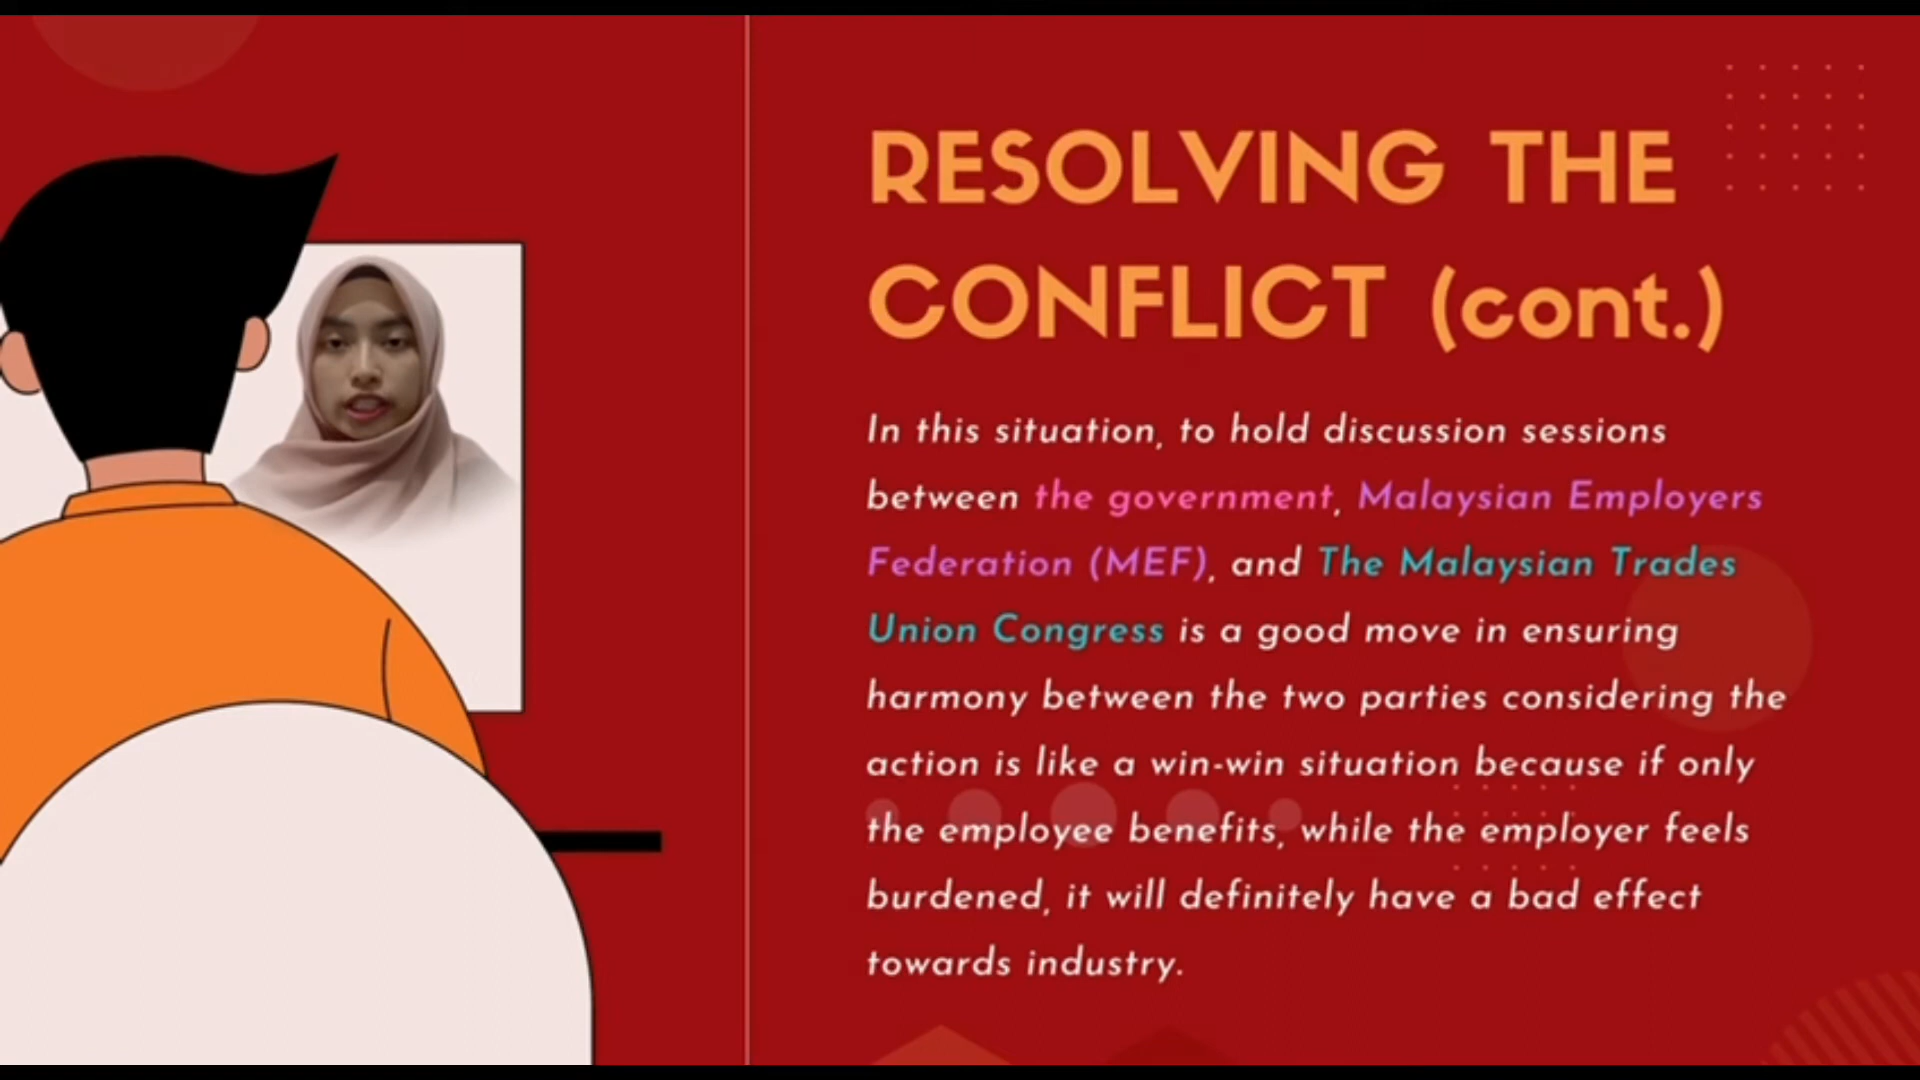 RESOLVING THE
CONFLICT (cont.)
In this situation, to hold discussion sessions
between the government, Malaysian Employers
Federation (MEF), and The Malaysian Trades
Union Congress is a good move in ensuring
harmony between the two parties considering the
action is like a win-win situation because if only
the employee benefits, while the employer feels
burdened, it will definitely have a bad effect
towards industry.